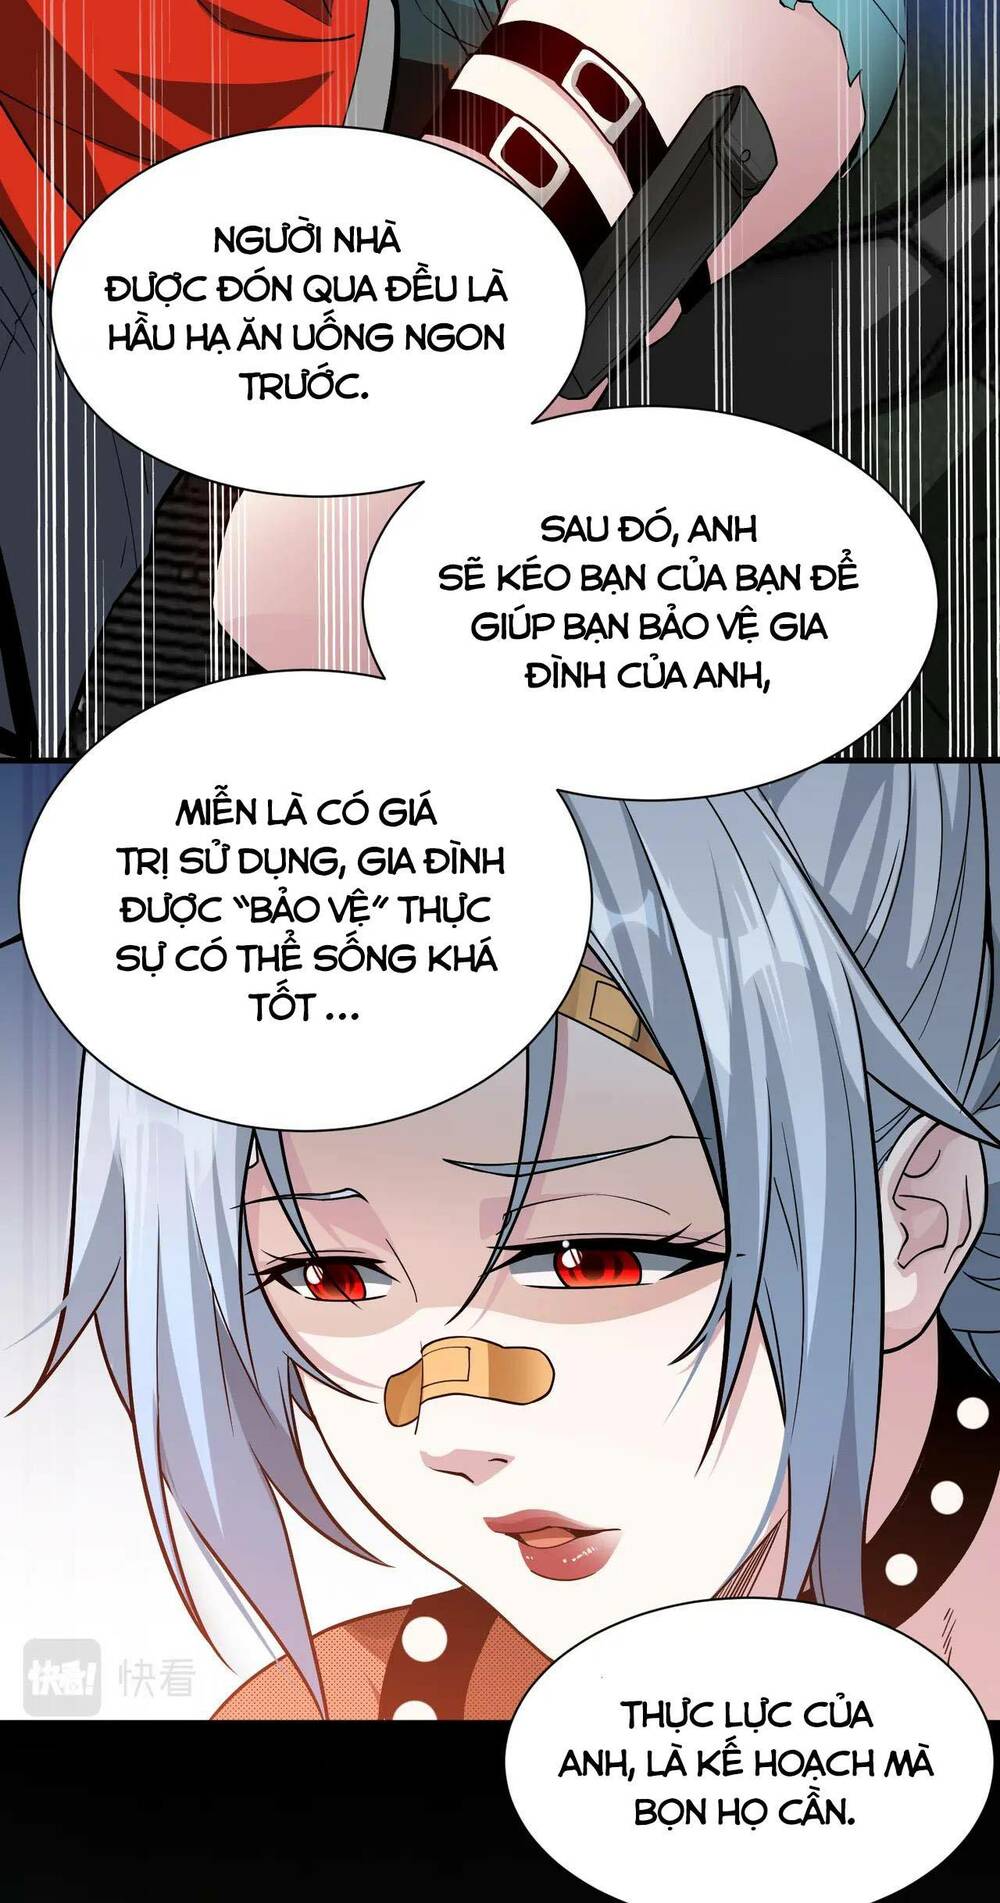 NGƯỜI NHÀ
ĐƯỢC ĐÓN QUA ĐỀU LÀ
HẦU HẠ ĂN UỐNG NGON
TRƯỚC.
SAU ĐÓ, ANH
SẼ KÉO BẠN CỦA BẠN ĐỂ
GIÚP BẠN BẢO VỆ GIA
ĐÌNH CỦA ANH,
MIỄN LÀ CÓ GIÁ
TRỊ SỬ DỤNG, GIA ĐÌNH
ĐƯỢC "BẢO VỆ" THỰC
SỰ CÓ THỂ SỐNG KHÁ
TỐT ...
快看! 快看
THỰC LỰC CỦA
ANH, LÀ KẾ HOẠCH MÀ
BỌN HỌ CẦN.